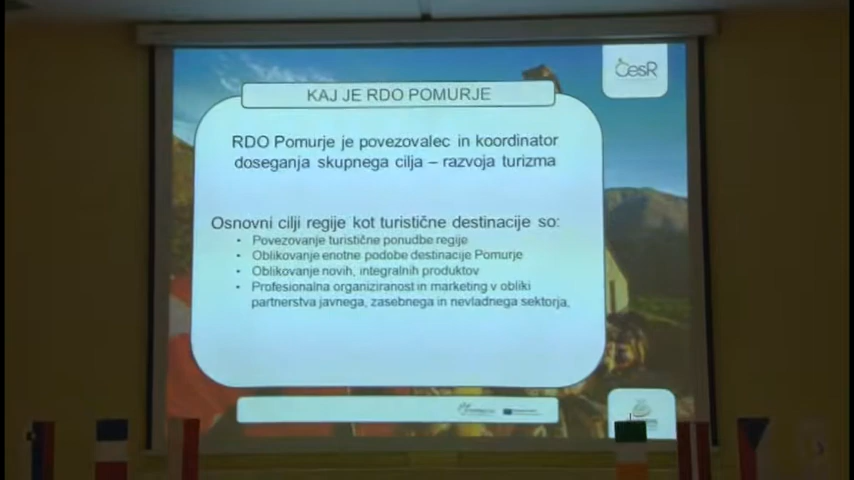 česR
KAJ JE RDO POMURJE
RDO Pomurje je povezovalec in koordinator
doseganja skupnega cilja – razvoja turizma
Osnovni cilji regije kot turistične destinacije so:
• Povezovanje turistične ponudbe regije
• Oblikovanje enotne podobe destinacije Pomurje
• Oblikovanje novih, integralnih produktov
• Profesionalna organiziranost in marketing v obliki
partnerstva javnega, zasebnega in nevladnega sektorja,